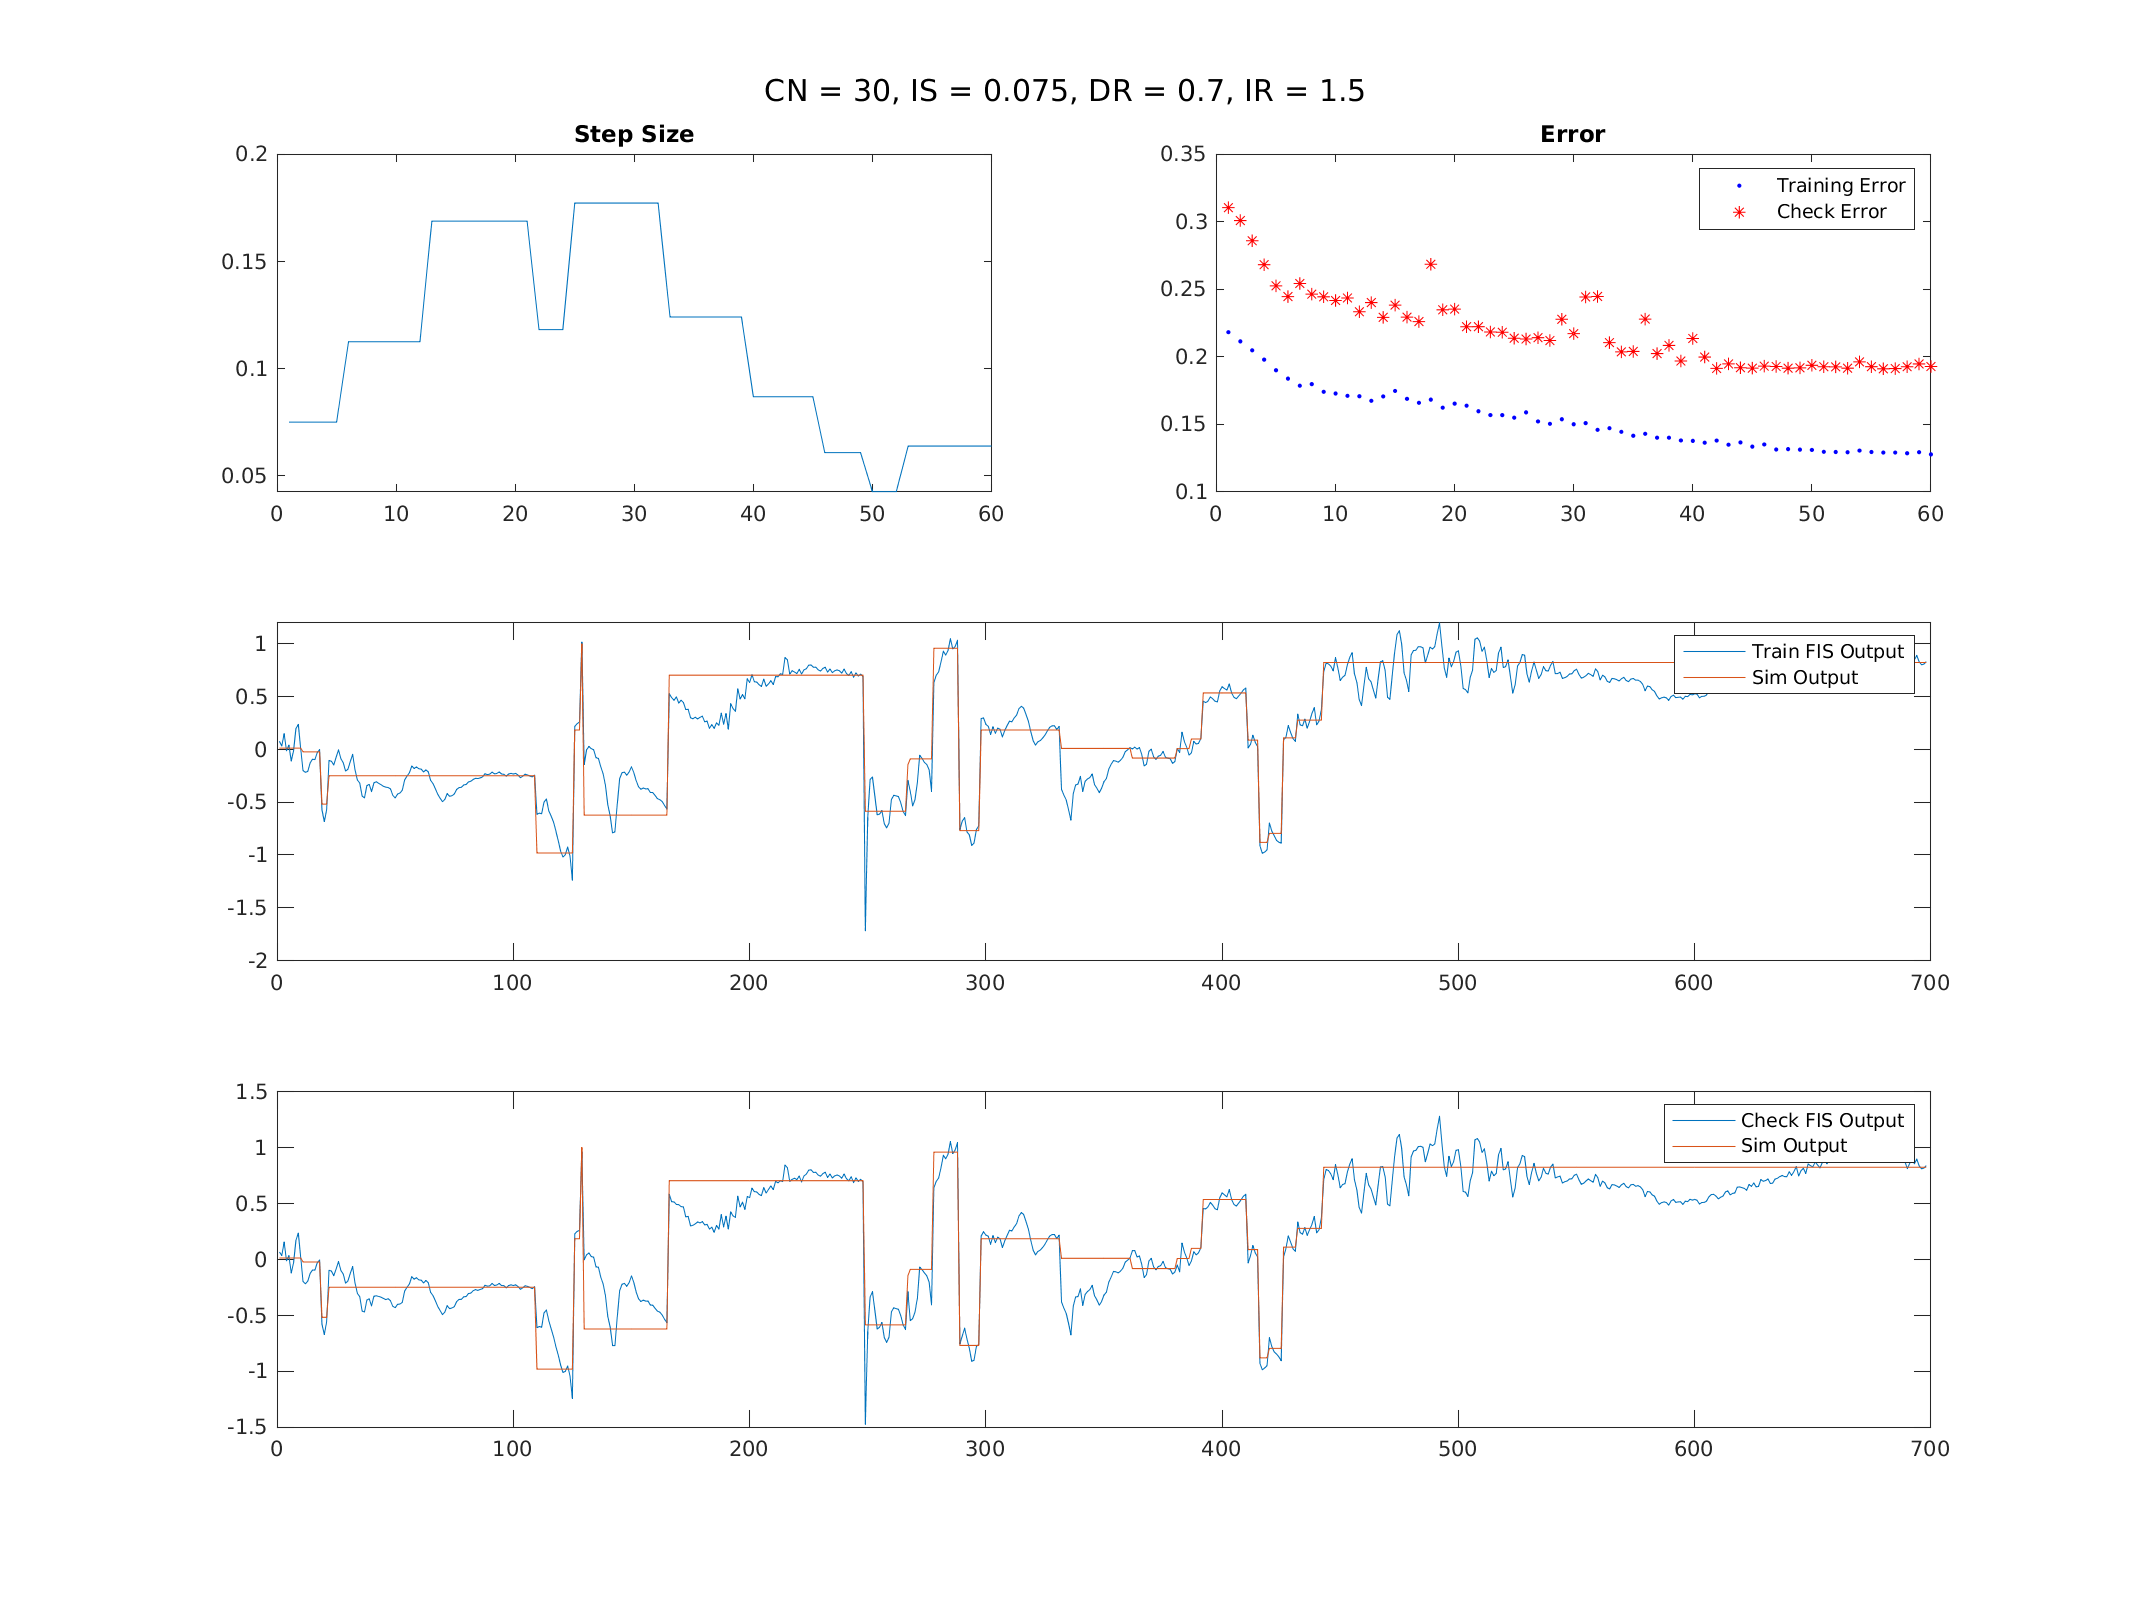 CN = 30, IS = 0.075, DR = 0.7, IR = 1.5
Step Size
0.2
0.15
0.1
0.05
0 10 20 30 40 50 60
Error
0.35
0.3
0.25
0.2
0.15
0.1
0 10 20 30 40 50 60
Training Error
Check Error
1
0.5
0
-0.5
-1
-1.5
-2
0 100 200 300 400 500 600 700
Train FIS Output
Sim Output
1.5
1
0.5
0
-0.5
-1
-1.5
0 100 200 300 400 500 600 700
Check FIS Output
Sim Output